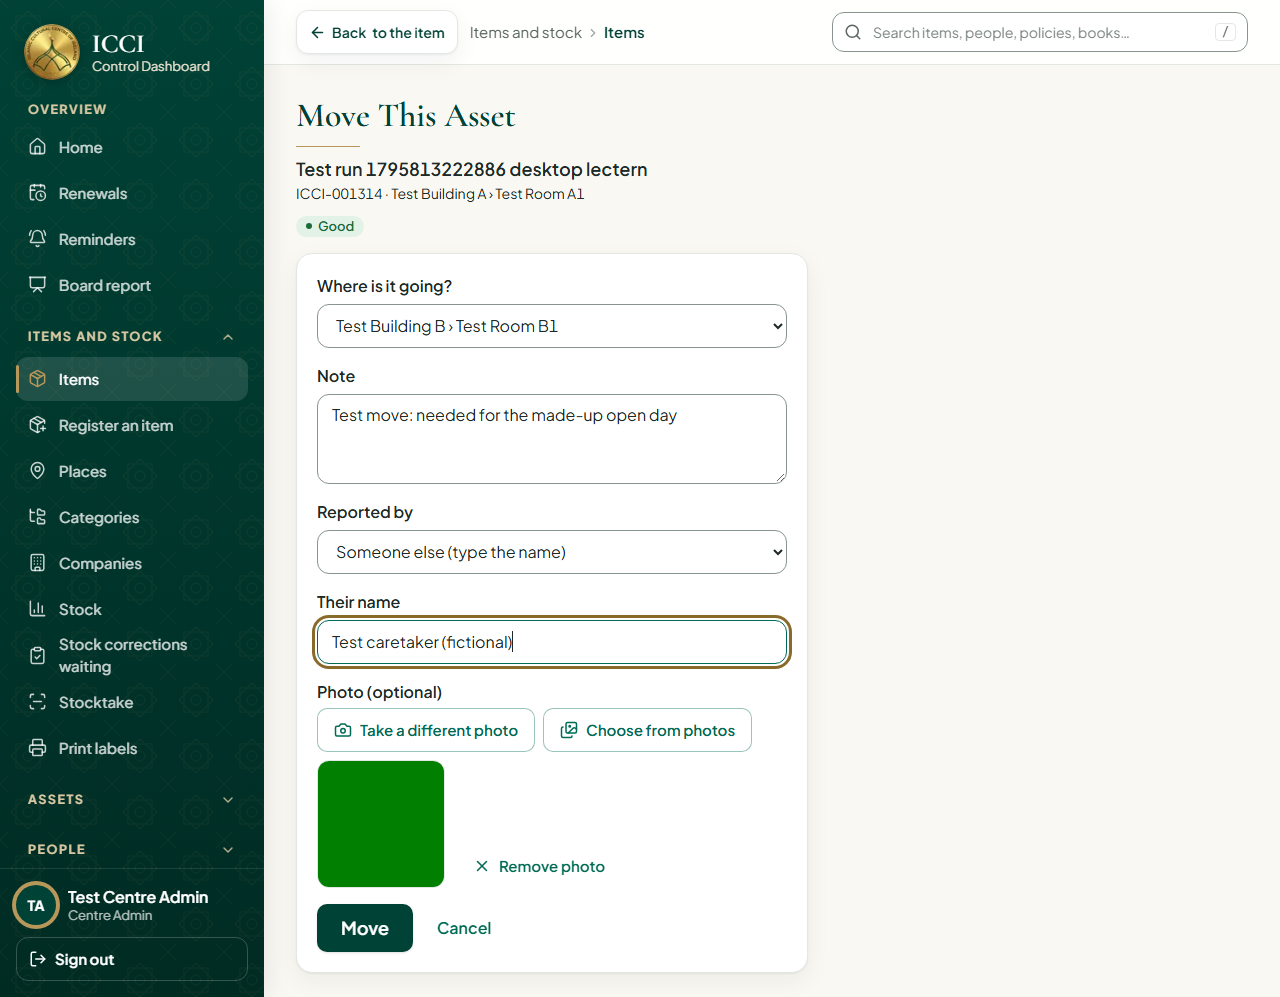 ICCI
Control Dashboard
OVERVIEW
Home
Renewals
Reminders
Board report
ITEMS AND STOCK
Items
Register an item
Places
Categories
Companies
Stock
Stock corrections
waiting
Stocktake
Print labels
ASSETS
PEOPLE
TA
Test Centre Admin
Centre Admin
Sign out
Back to the item
Items and stock › Items
Search items, people, policies, books…
/
Move This Asset
Test run 1795813222886 desktop lectern
ICCI-001314 · Test Building A › Test Room A1
Good
Where is it going?
Test Building B › Test Room B1
Note
Test move: needed for the made-up open day
Reported by
Someone else (type the name)
Their name
Test caretaker (fictional)
Photo (optional)
Take a different photo
Choose from photos
Remove photo
Move
Cancel